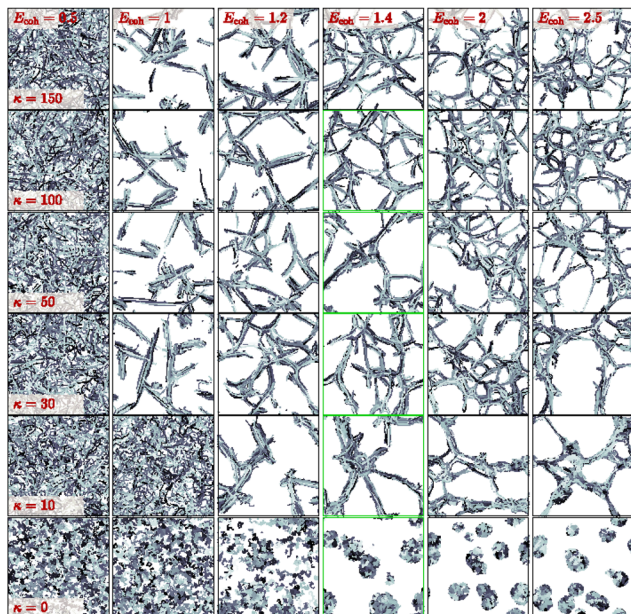 E_coh = 0.5
E_coh = 1
E_coh = 1.2
E_coh = 1.4
E_coh = 2
E_coh = 2.5
κ = 150
κ = 100
κ = 50
κ = 30
κ = 10
κ = 0